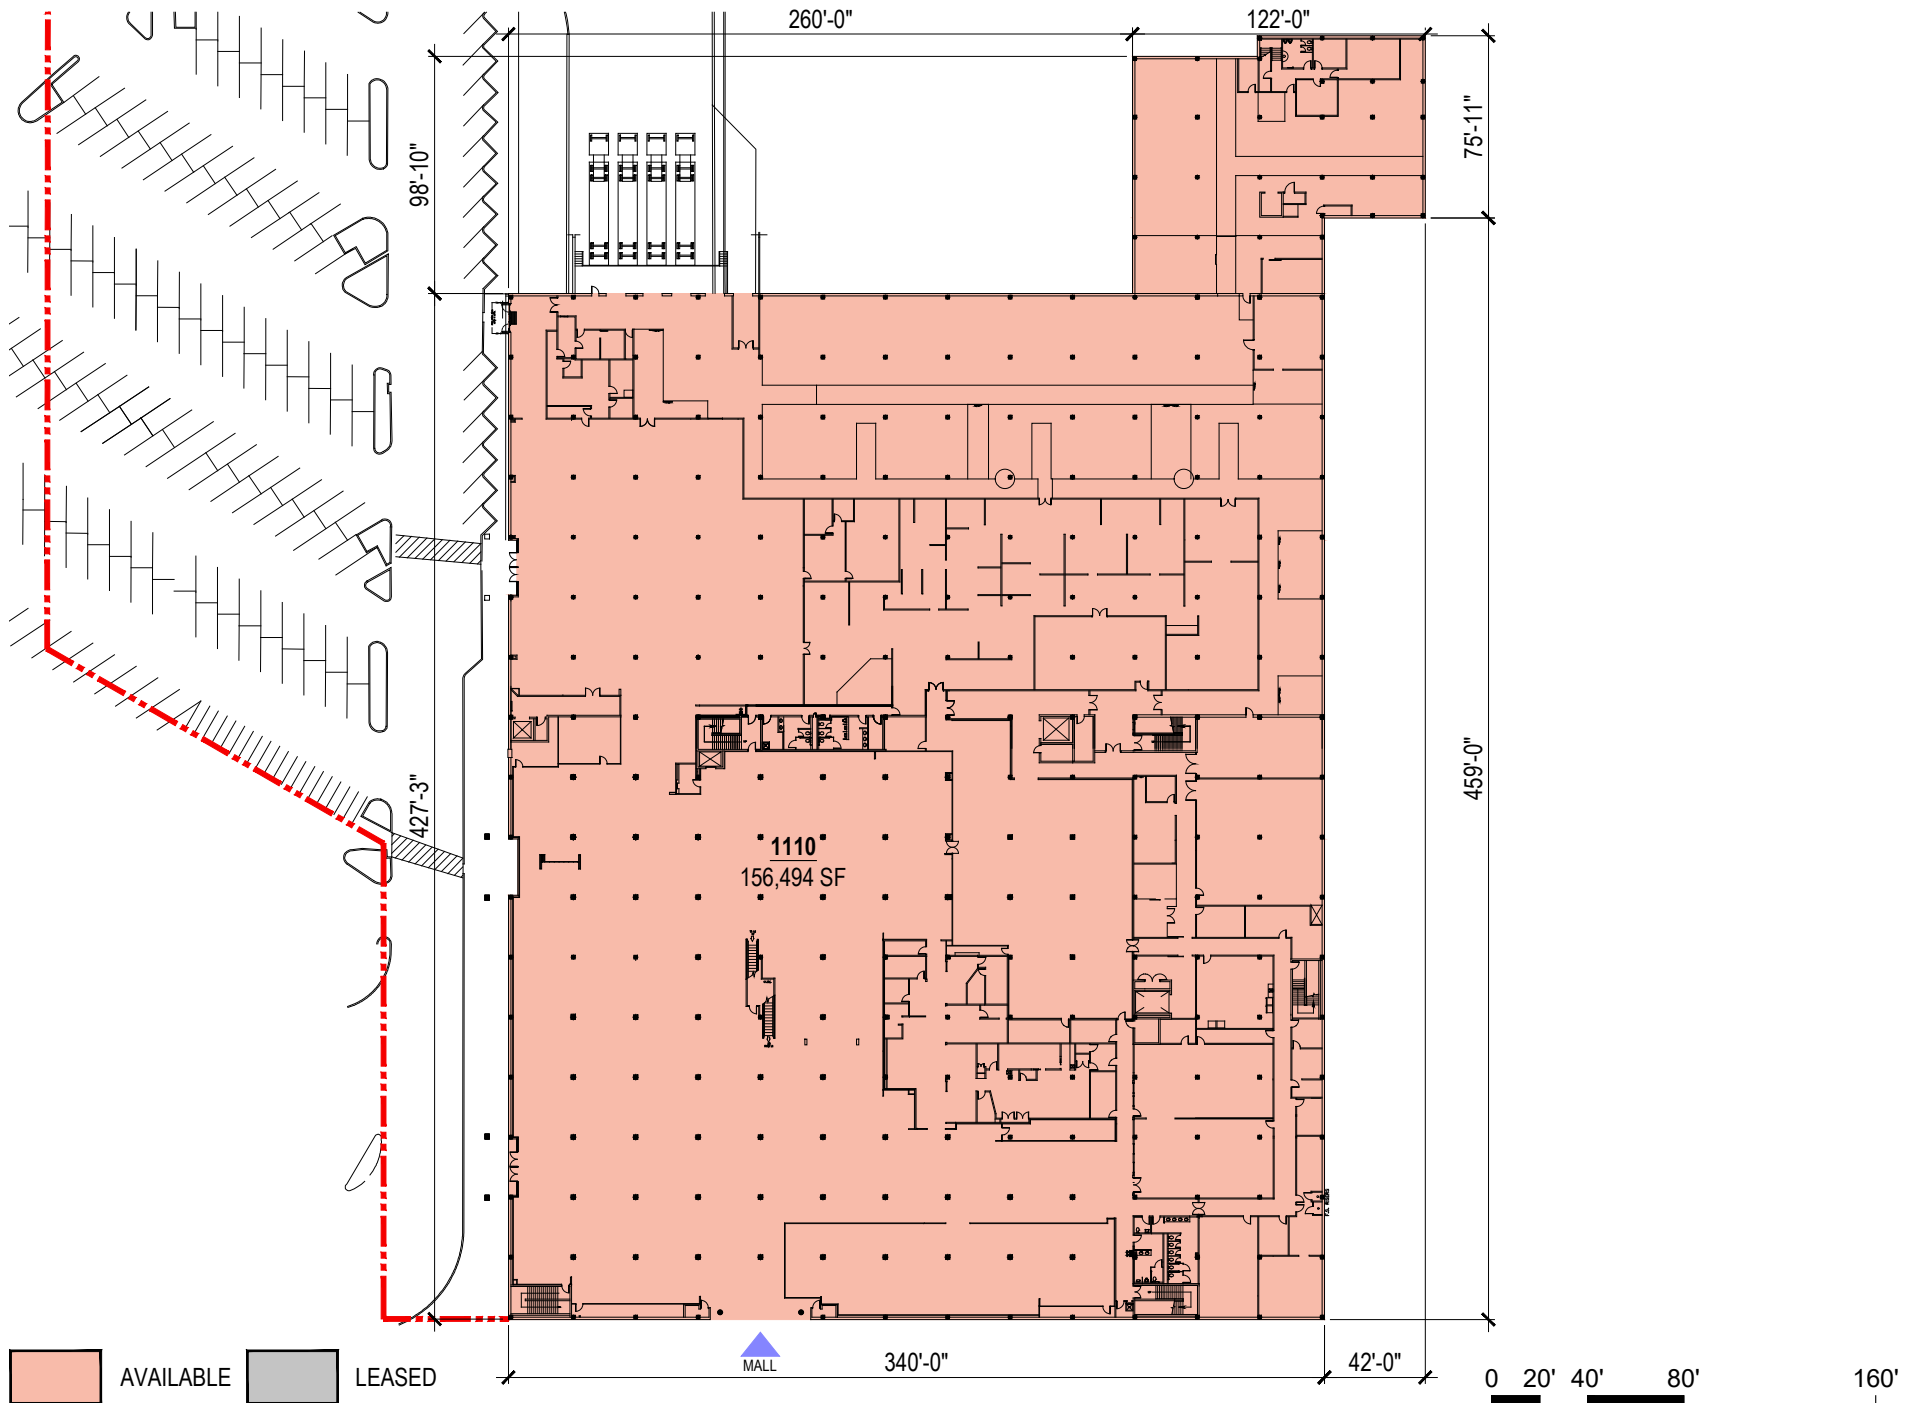 260'-0"
122'-0"
98'-10"
75'-11"
427'-3"
459'-0"
1110
156,494 SF
MALL
340'-0"
42'-0"
AVAILABLE
LEASED
0 20' 40' 80' 160'